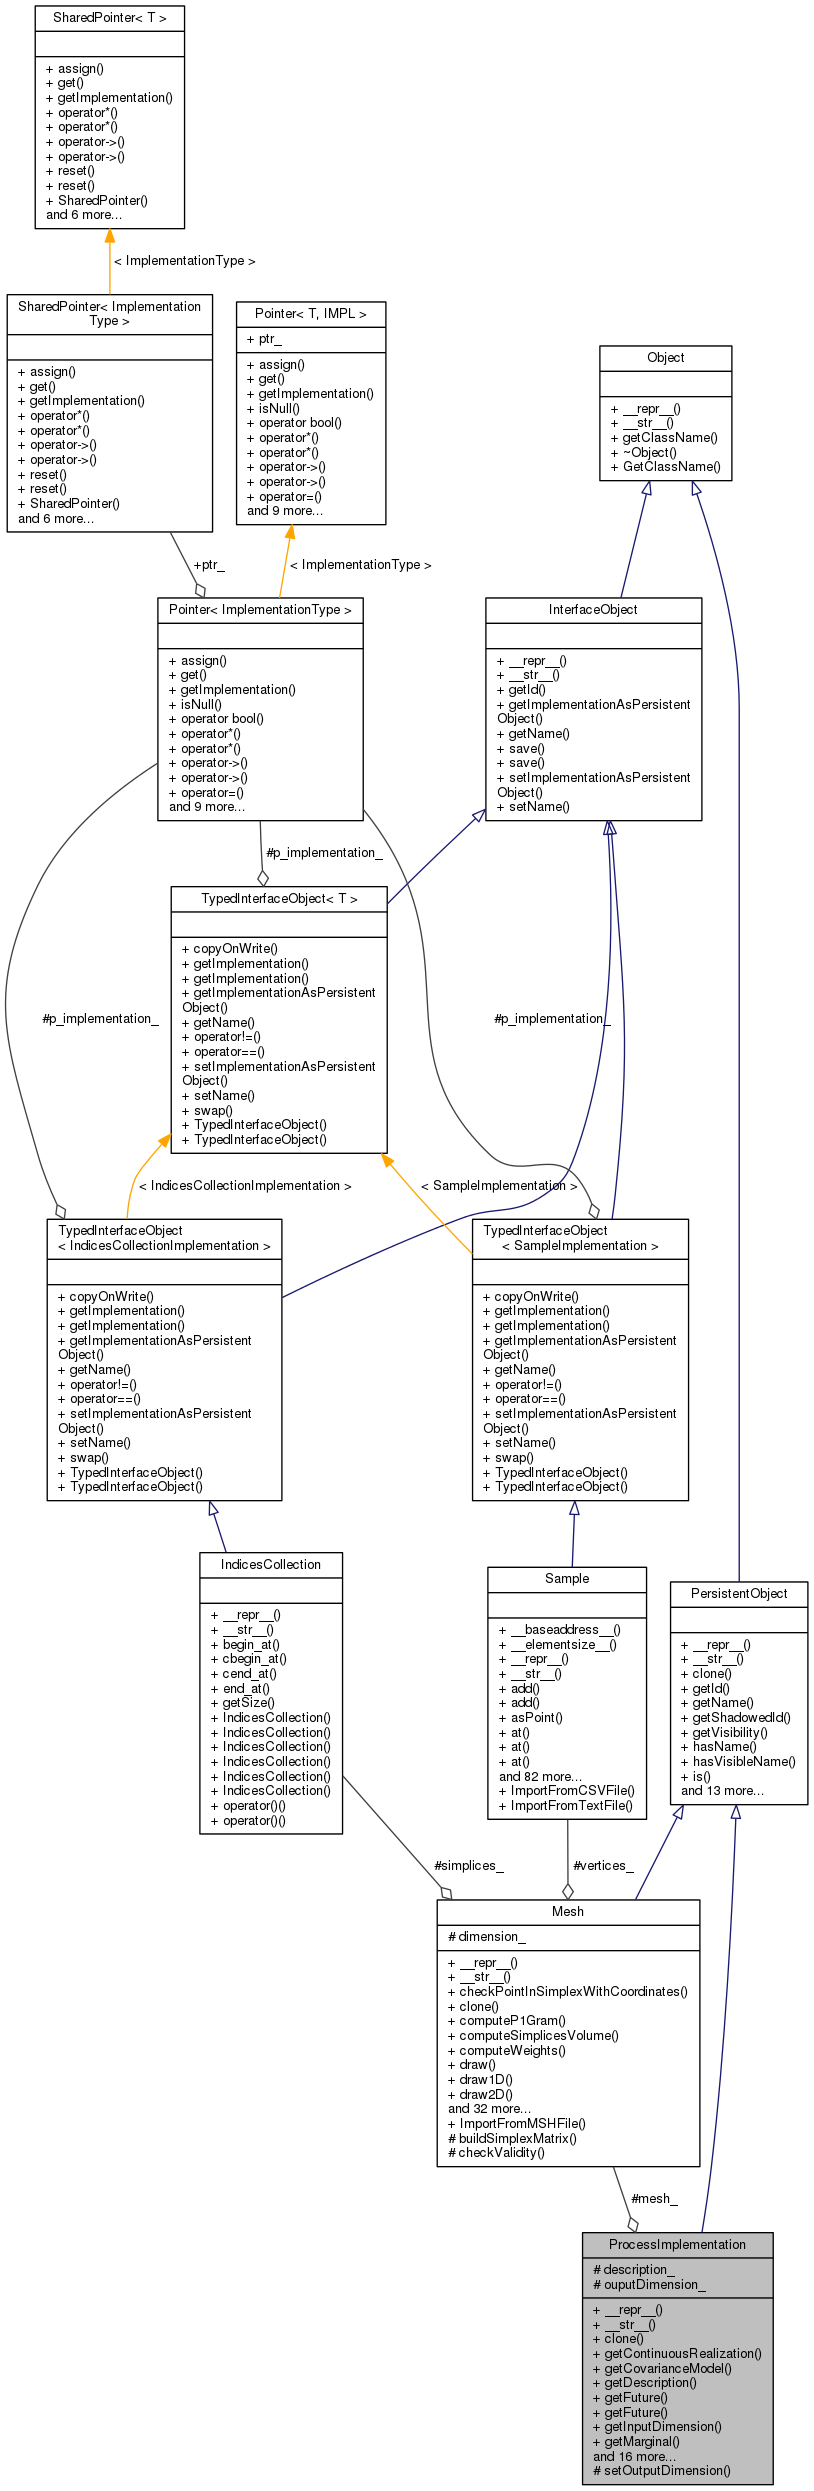 SharedPointer< T >
+ assign()
+ get()
+ getImplementation()
+ operator*()
+ operator*()
+ operator->()
+ operator->()
+ reset()
+ reset()
+ SharedPointer()
and 6 more...
< ImplementationType >
SharedPointer< Implementation
Type >
+ assign()
+ get()
+ getImplementation()
+ operator*()
+ operator*()
+ operator->()
+ operator->()
+ reset()
+ reset()
+ SharedPointer()
and 6 more...
Pointer< T, IMPL >
+ ptr_
+ assign()
+ get()
+ getImplementation()
+ isNull()
+ operator bool()
+ operator*()
+ operator*()
+ operator->()
+ operator->()
+ operator=()
and 9 more...
Object
+ __repr__()
+ __str__()
+ getClassName()
+ ~Object()
+ GetClassName()
+ptr_
< ImplementationType >
Pointer< ImplementationType >
+ assign()
+ get()
+ getImplementation()
+ isNull()
+ operator bool()
+ operator*()
+ operator*()
+ operator->()
+ operator->()
+ operator=()
and 9 more...
InterfaceObject
+ __repr__()
+ __str__()
+ getId()
+ getImplementationAsPersistent
Object()
+ getName()
+ save()
+ save()
+ setImplementationAsPersistent
Object()
+ setName()
#p_implementation_
TypedInterfaceObject< T >
+ copyOnWrite()
+ getImplementation()
+ getImplementation()
+ getImplementationAsPersistent
Object()
+ getName()
+ operator!=()
+ operator==()
+ setImplementationAsPersistent
Object()
+ setName()
+ swap()
+ TypedInterfaceObject()
+ TypedInterfaceObject()
#p_implementation_
#p_implementation_
< IndicesCollectionImplementation >
< SampleImplementation >
TypedInterfaceObject
< IndicesCollectionImplementation >
+ copyOnWrite()
+ getImplementation()
+ getImplementation()
+ getImplementationAsPersistent
Object()
+ getName()
+ operator!=()
+ operator==()
+ setImplementationAsPersistent
Object()
+ setName()
+ swap()
+ TypedInterfaceObject()
+ TypedInterfaceObject()
TypedInterfaceObject
< SampleImplementation >
+ copyOnWrite()
+ getImplementation()
+ getImplementation()
+ getImplementationAsPersistent
Object()
+ getName()
+ operator!=()
+ operator==()
+ setImplementationAsPersistent
Object()
+ setName()
+ swap()
+ TypedInterfaceObject()
+ TypedInterfaceObject()
IndicesCollection
+ __repr__()
+ __str__()
+ begin_at()
+ cbegin_at()
+ cend_at()
+ end_at()
+ getSize()
+ IndicesCollection()
+ IndicesCollection()
+ IndicesCollection()
+ IndicesCollection()
+ IndicesCollection()
+ IndicesCollection()
+ operator()()
+ operator()()
Sample
+ __baseaddress__()
+ __elementsize__()
+ __repr__()
+ __str__()
+ add()
+ add()
+ asPoint()
+ at()
+ at()
+ at()
and 82 more...
+ ImportFromCSVFile()
+ ImportFromTextFile()
PersistentObject
+ __repr__()
+ __str__()
+ clone()
+ getId()
+ getName()
+ getShadowedId()
+ getVisibility()
+ hasName()
+ hasVisibleName()
+ is()
and 13 more...
#simplices_
#vertices_
Mesh
# dimension_
+ __repr__()
+ __str__()
+ checkPointInSimplexWithCoordinates()
+ clone()
+ computeP1Gram()
+ computeSimplicesVolume()
+ computeWeights()
+ draw()
+ draw1D()
+ draw2D()
and 32 more...
+ ImportFromMSHFile()
# buildSimplexMatrix()
# checkValidity()
#mesh_
ProcessImplementation
# description_
# ouputDimension_
+ __repr__()
+ __str__()
+ clone()
+ getContinuousRealization()
+ getCovarianceModel()
+ getDescription()
+ getFuture()
+ getFuture()
+ getInputDimension()
+ getMarginal()
and 16 more...
# setOutputDimension()